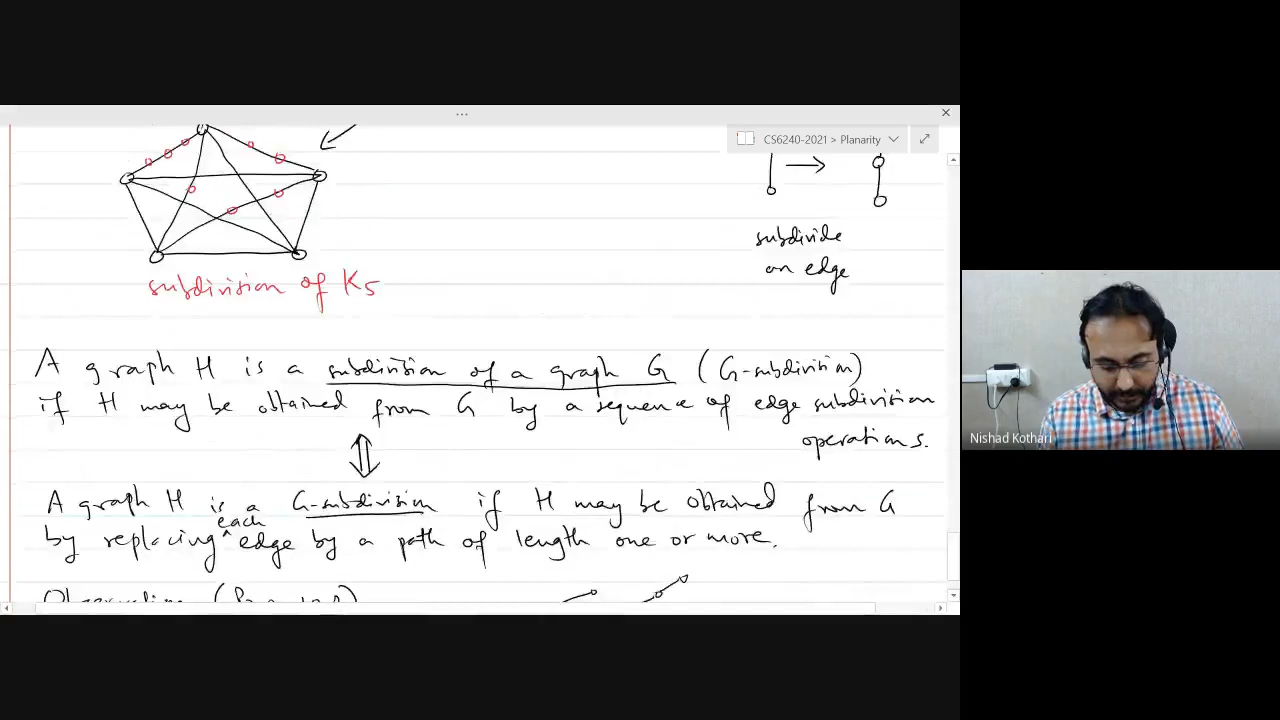 CS6240-2021 > Planarity
subdivide
an edge
subdivision of K5
A graph H is a subdivision of a graph G (G-subdivision)
if H may be obtained from G by a sequence of edge subdivision
operations.
A graph H is a G-subdivision if H may be obtained from G
each
by replacing ^ edge by a path of length one or more.
Nishad Kothari